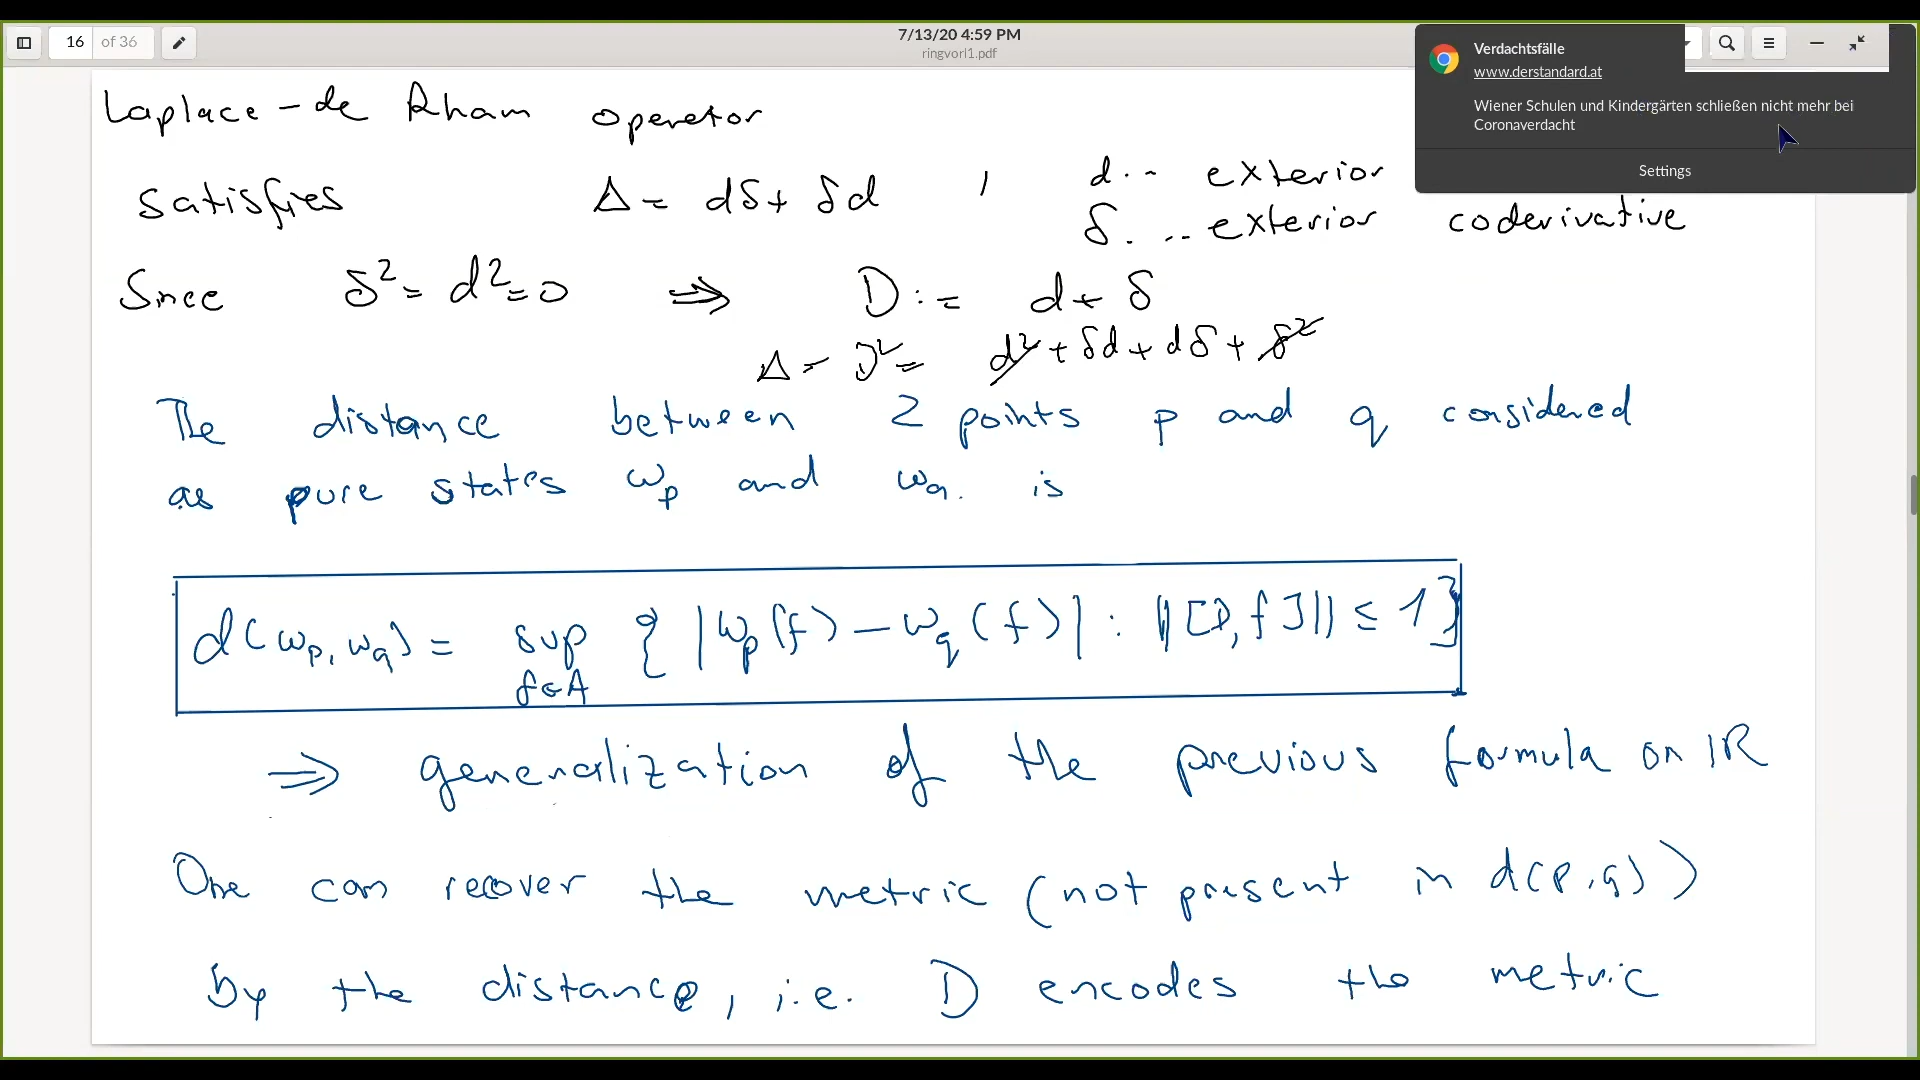 16 of 36
7/13/20 4:59 PM
ringvorl1.pdf
Verdachtsfälle
www.derstandard.at
Wiener Schulen und Kindergärten schließen nicht mehr bei
Coronaverdacht
Settings
Laplace-de Rham operator
satisfies Δ = dδ + δd , d... exterior
δ... exterior coderivative
Since δ² = d² = 0 ⇒ D := d + δ
Δ = D² = d² + δd + dδ + δ²
The distance between 2 points p and q considered
as pure states ω_p and ω_q. is
d(ω_p, ω_q) = sup { |ω_p(f) - ω_q(f)| : ||[D, f]|| ≤ 1 }
f∈A
⇒ generalization of the previous formula on ℝ
One can recover the metric (not present in d(p,q))
by the distance, i.e. D encodes the metric